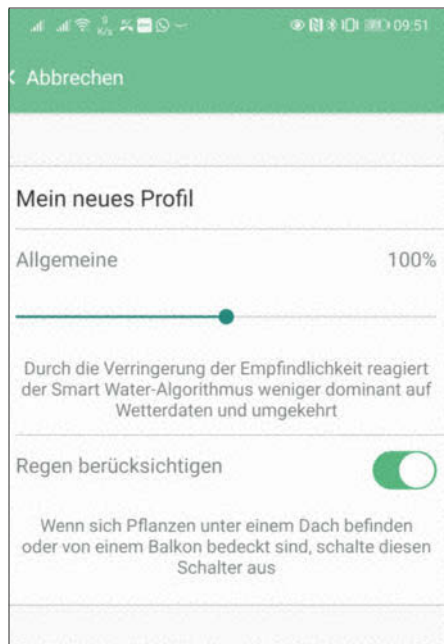 0
K/s
09:51
Abbrechen
Mein neues Profil
Allgemeine 100%
Durch die Verringerung der Empfindlichkeit reagiert
der Smart Water-Algorithmus weniger dominant auf
Wetterdaten und umgekehrt
Regen berücksichtigen
Wenn sich Pflanzen unter einem Dach befinden
oder von einem Balkon bedeckt sind, schalte diesen
Schalter aus